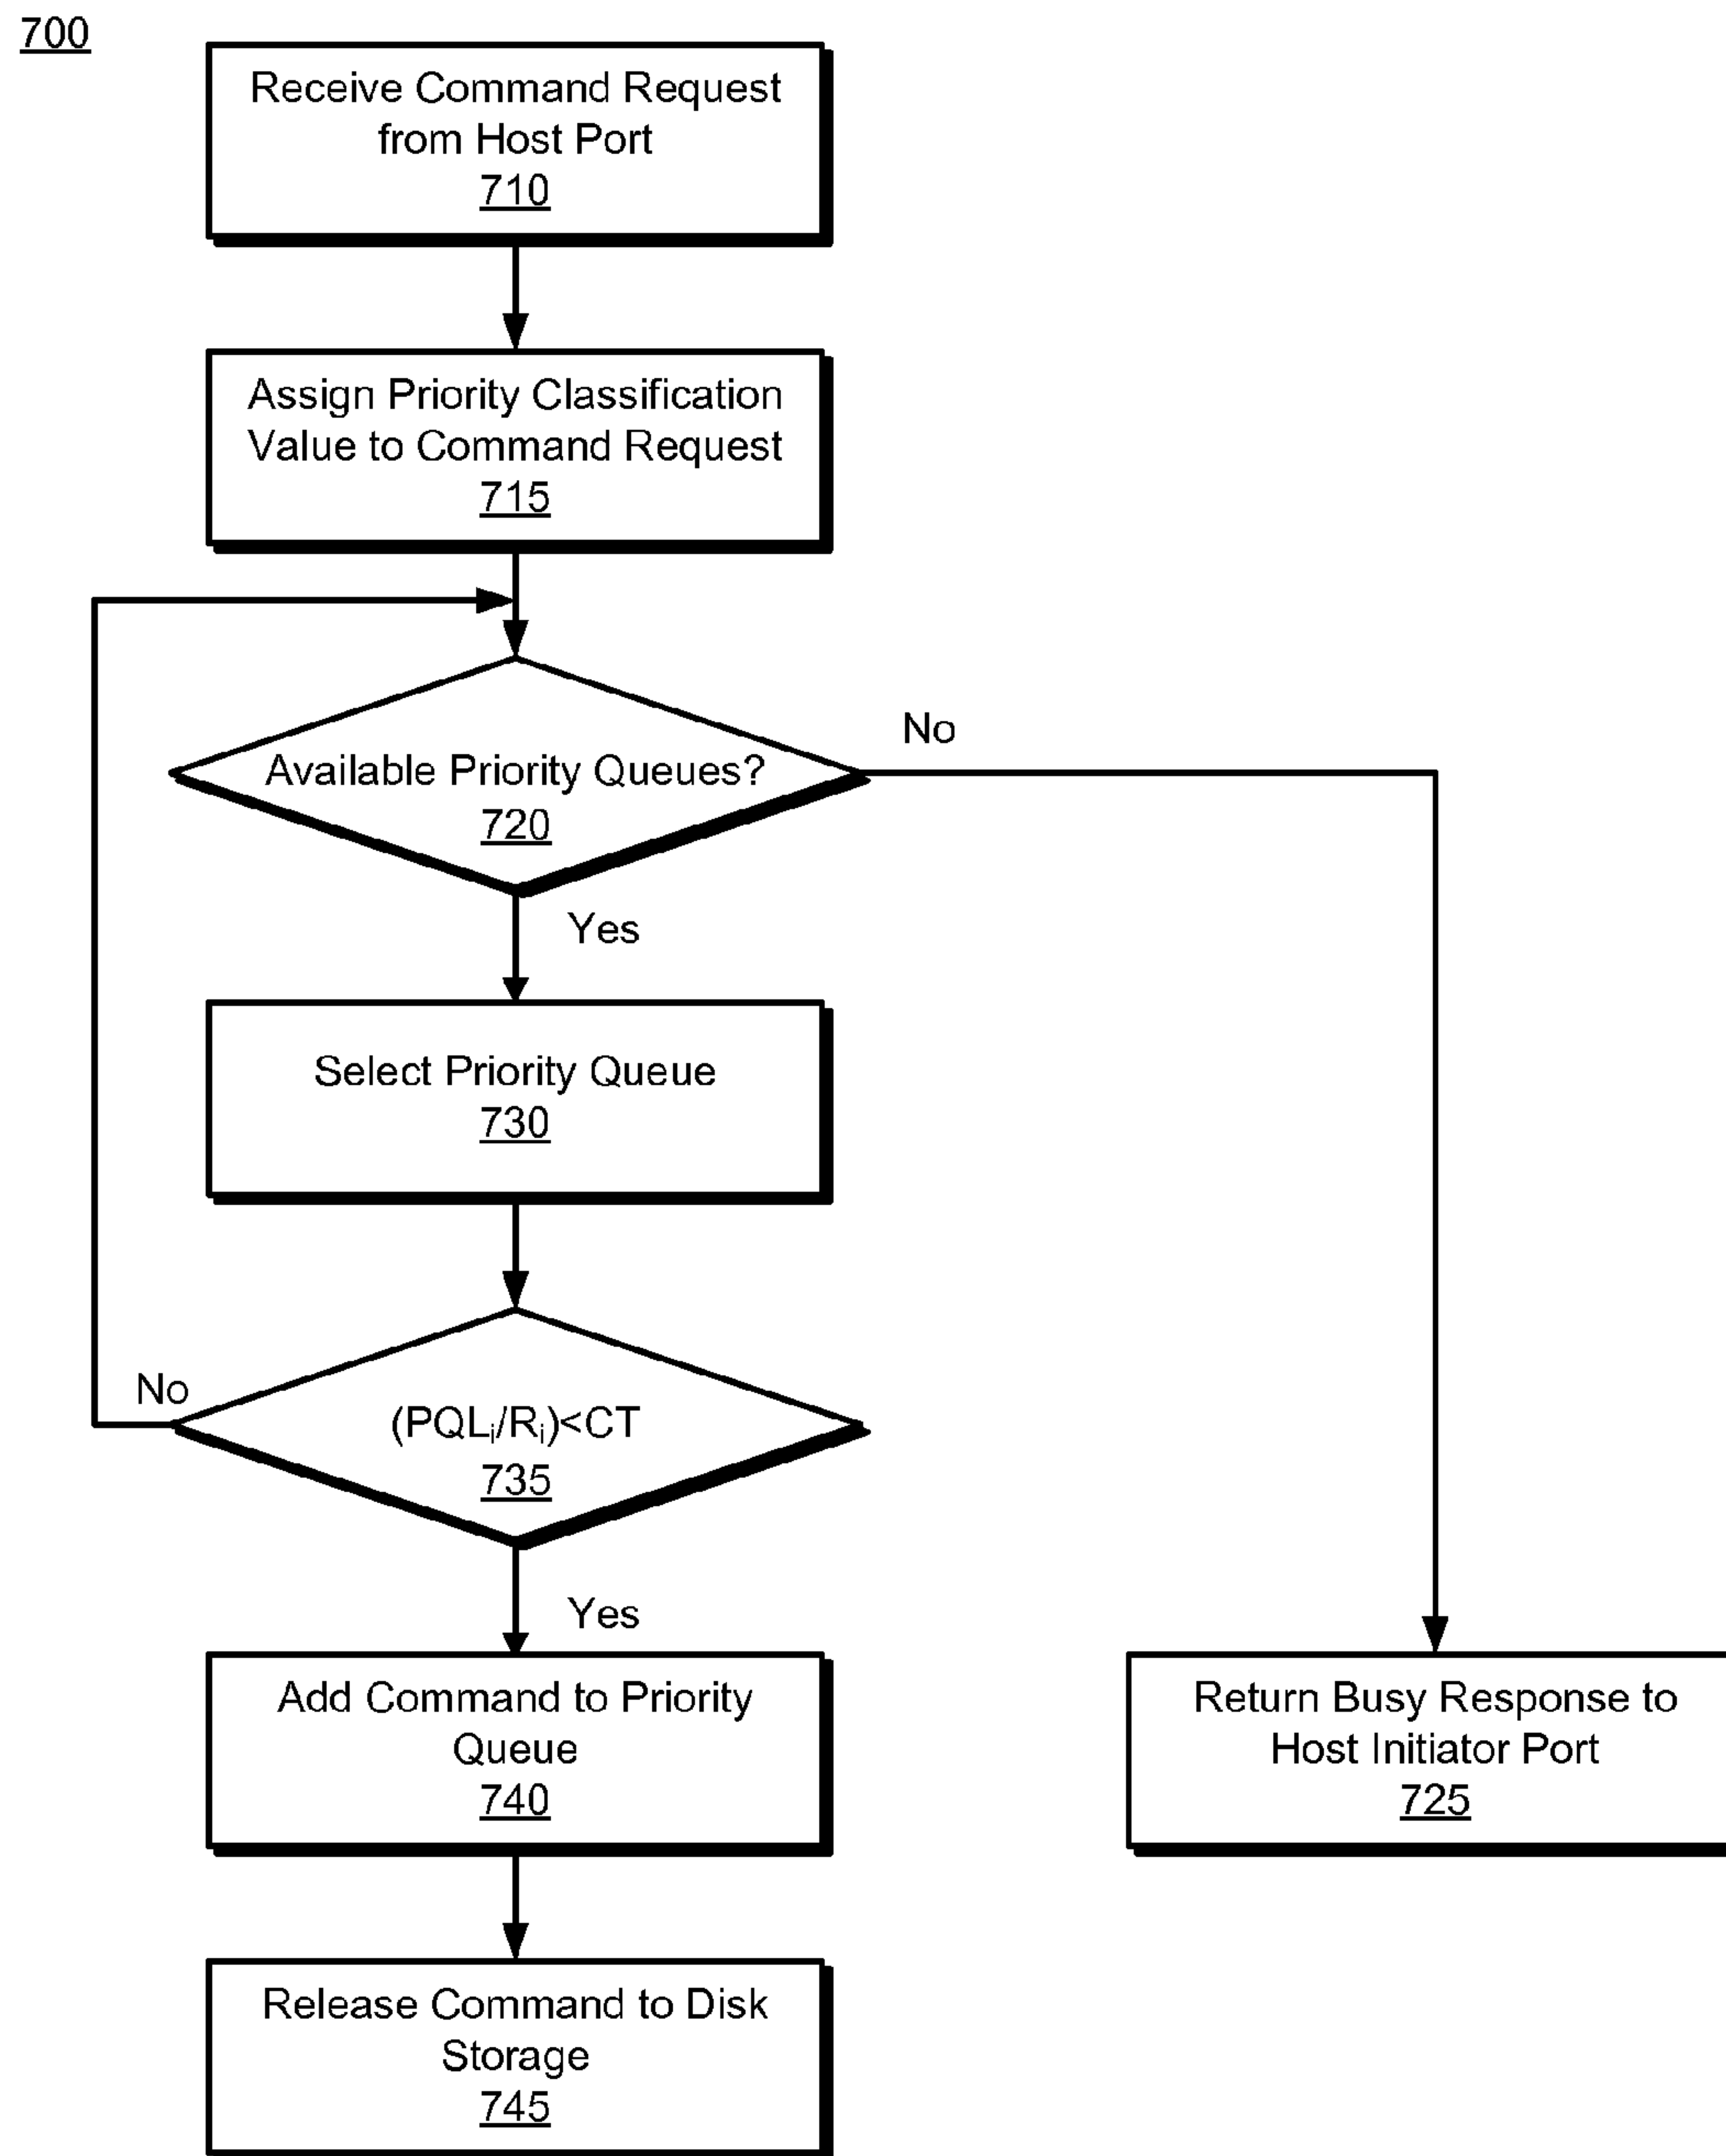 700
Receive Command Request
from Host Port
710
Assign Priority Classification
Value to Command Request
715
Available Priority Queues?
720
No
Yes
Select Priority Queue
730
No
(PQLᵢ/Rᵢ)<CT
735
Yes
Add Command to Priority
Queue
740
Return Busy Response to
Host Initiator Port
725
Release Command to Disk
Storage
745